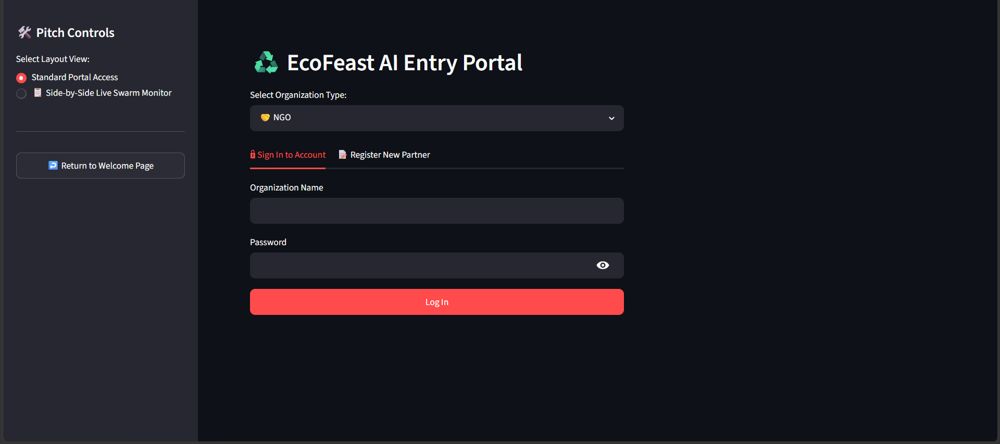 🛠️ Pitch Controls
Select Layout View:
Standard Portal Access
📋 Side-by-Side Live Swarm Monitor
↩️ Return to Welcome Page
♻️ EcoFeast AI Entry Portal
Select Organization Type:
🤝 NGO
🔒 Sign In to Account
📝 Register New Partner
Organization Name
Password
Log In